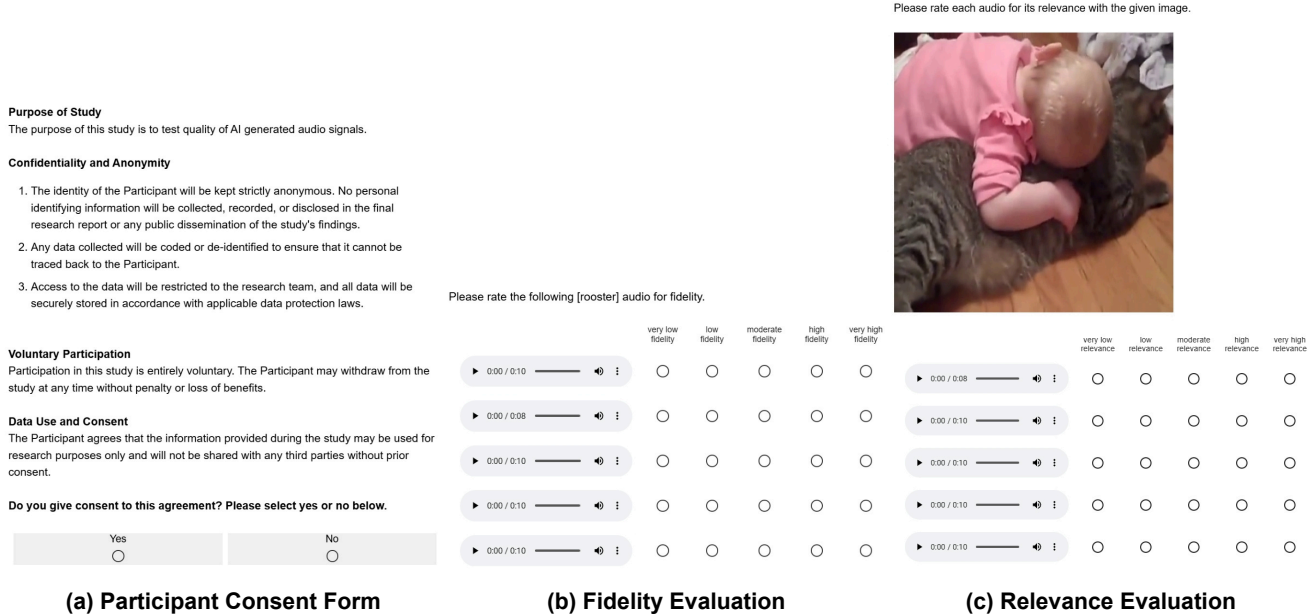 Purpose of Study
The purpose of this study is to test quality of AI generated audio signals.
Confidentiality and Anonymity
1. The identity of the Participant will be kept strictly anonymous. No personal
identifying information will be collected, recorded, or disclosed in the final
research report or any public dissemination of the study's findings.
2. Any data collected will be coded or de-identified to ensure that it cannot be
traced back to the Participant.
3. Access to the data will be restricted to the research team, and all data will be
securely stored in accordance with applicable data protection laws.
Voluntary Participation
Participation in this study is entirely voluntary. The Participant may withdraw from the
study at any time without penalty or loss of benefits.
Data Use and Consent
The Participant agrees that the information provided during the study may be used for
research purposes only and will not be shared with any third parties without prior
consent.
Do you give consent to this agreement? Please select yes or no below.
Yes No
(a) Participant Consent Form
Please rate the following [rooster] audio for fidelity.
very low low moderate high very high
fidelity fidelity fidelity fidelity fidelity
0:00 / 0:10
0:00 / 0:08
0:00 / 0:10
0:00 / 0:10
0:00 / 0:10
(b) Fidelity Evaluation
Please rate each audio for its relevance with the given image.
very low low moderate high very high
relevance relevance relevance relevance relevance
0:00 / 0:08
0:00 / 0:10
0:00 / 0:10
0:00 / 0:10
0:00 / 0:10
(c) Relevance Evaluation